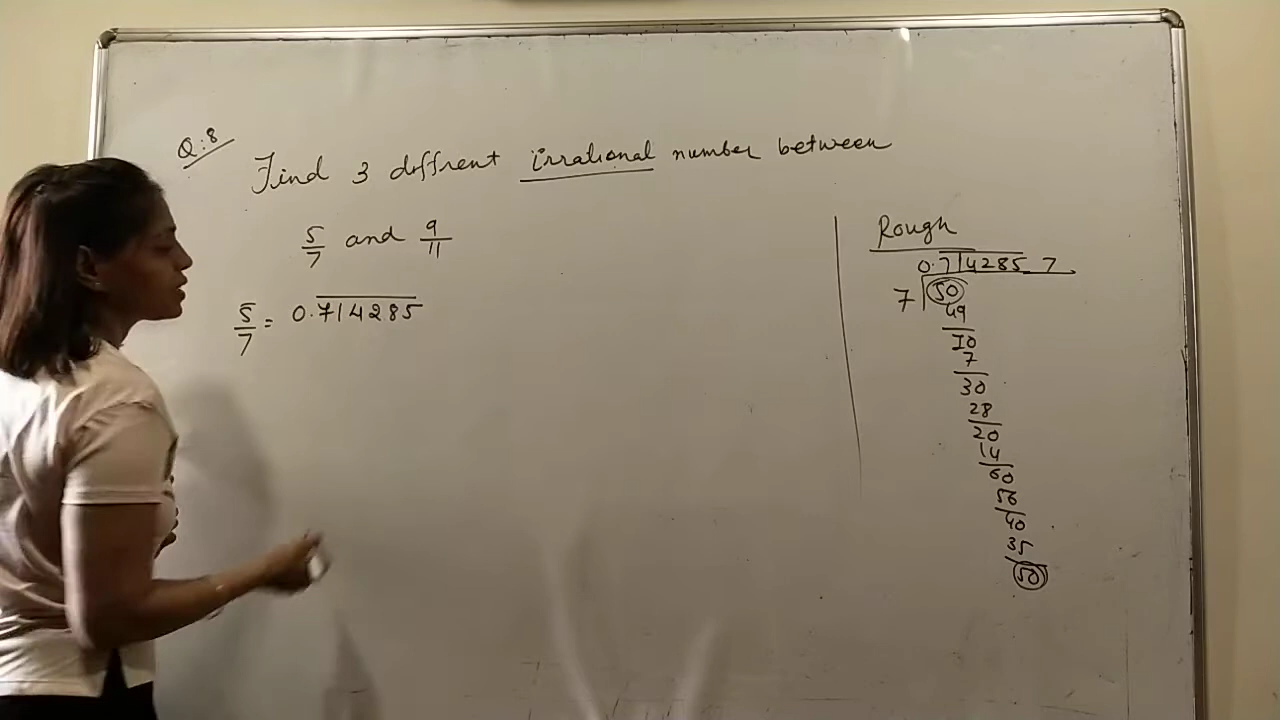 Q:8
Find 3 diffrent irrational number between
5/7 and 9/11
5/7 = 0.714285
Rough
0.714285 7
7 50
49
10
7
30
28
20
14
60
56
40
35
50